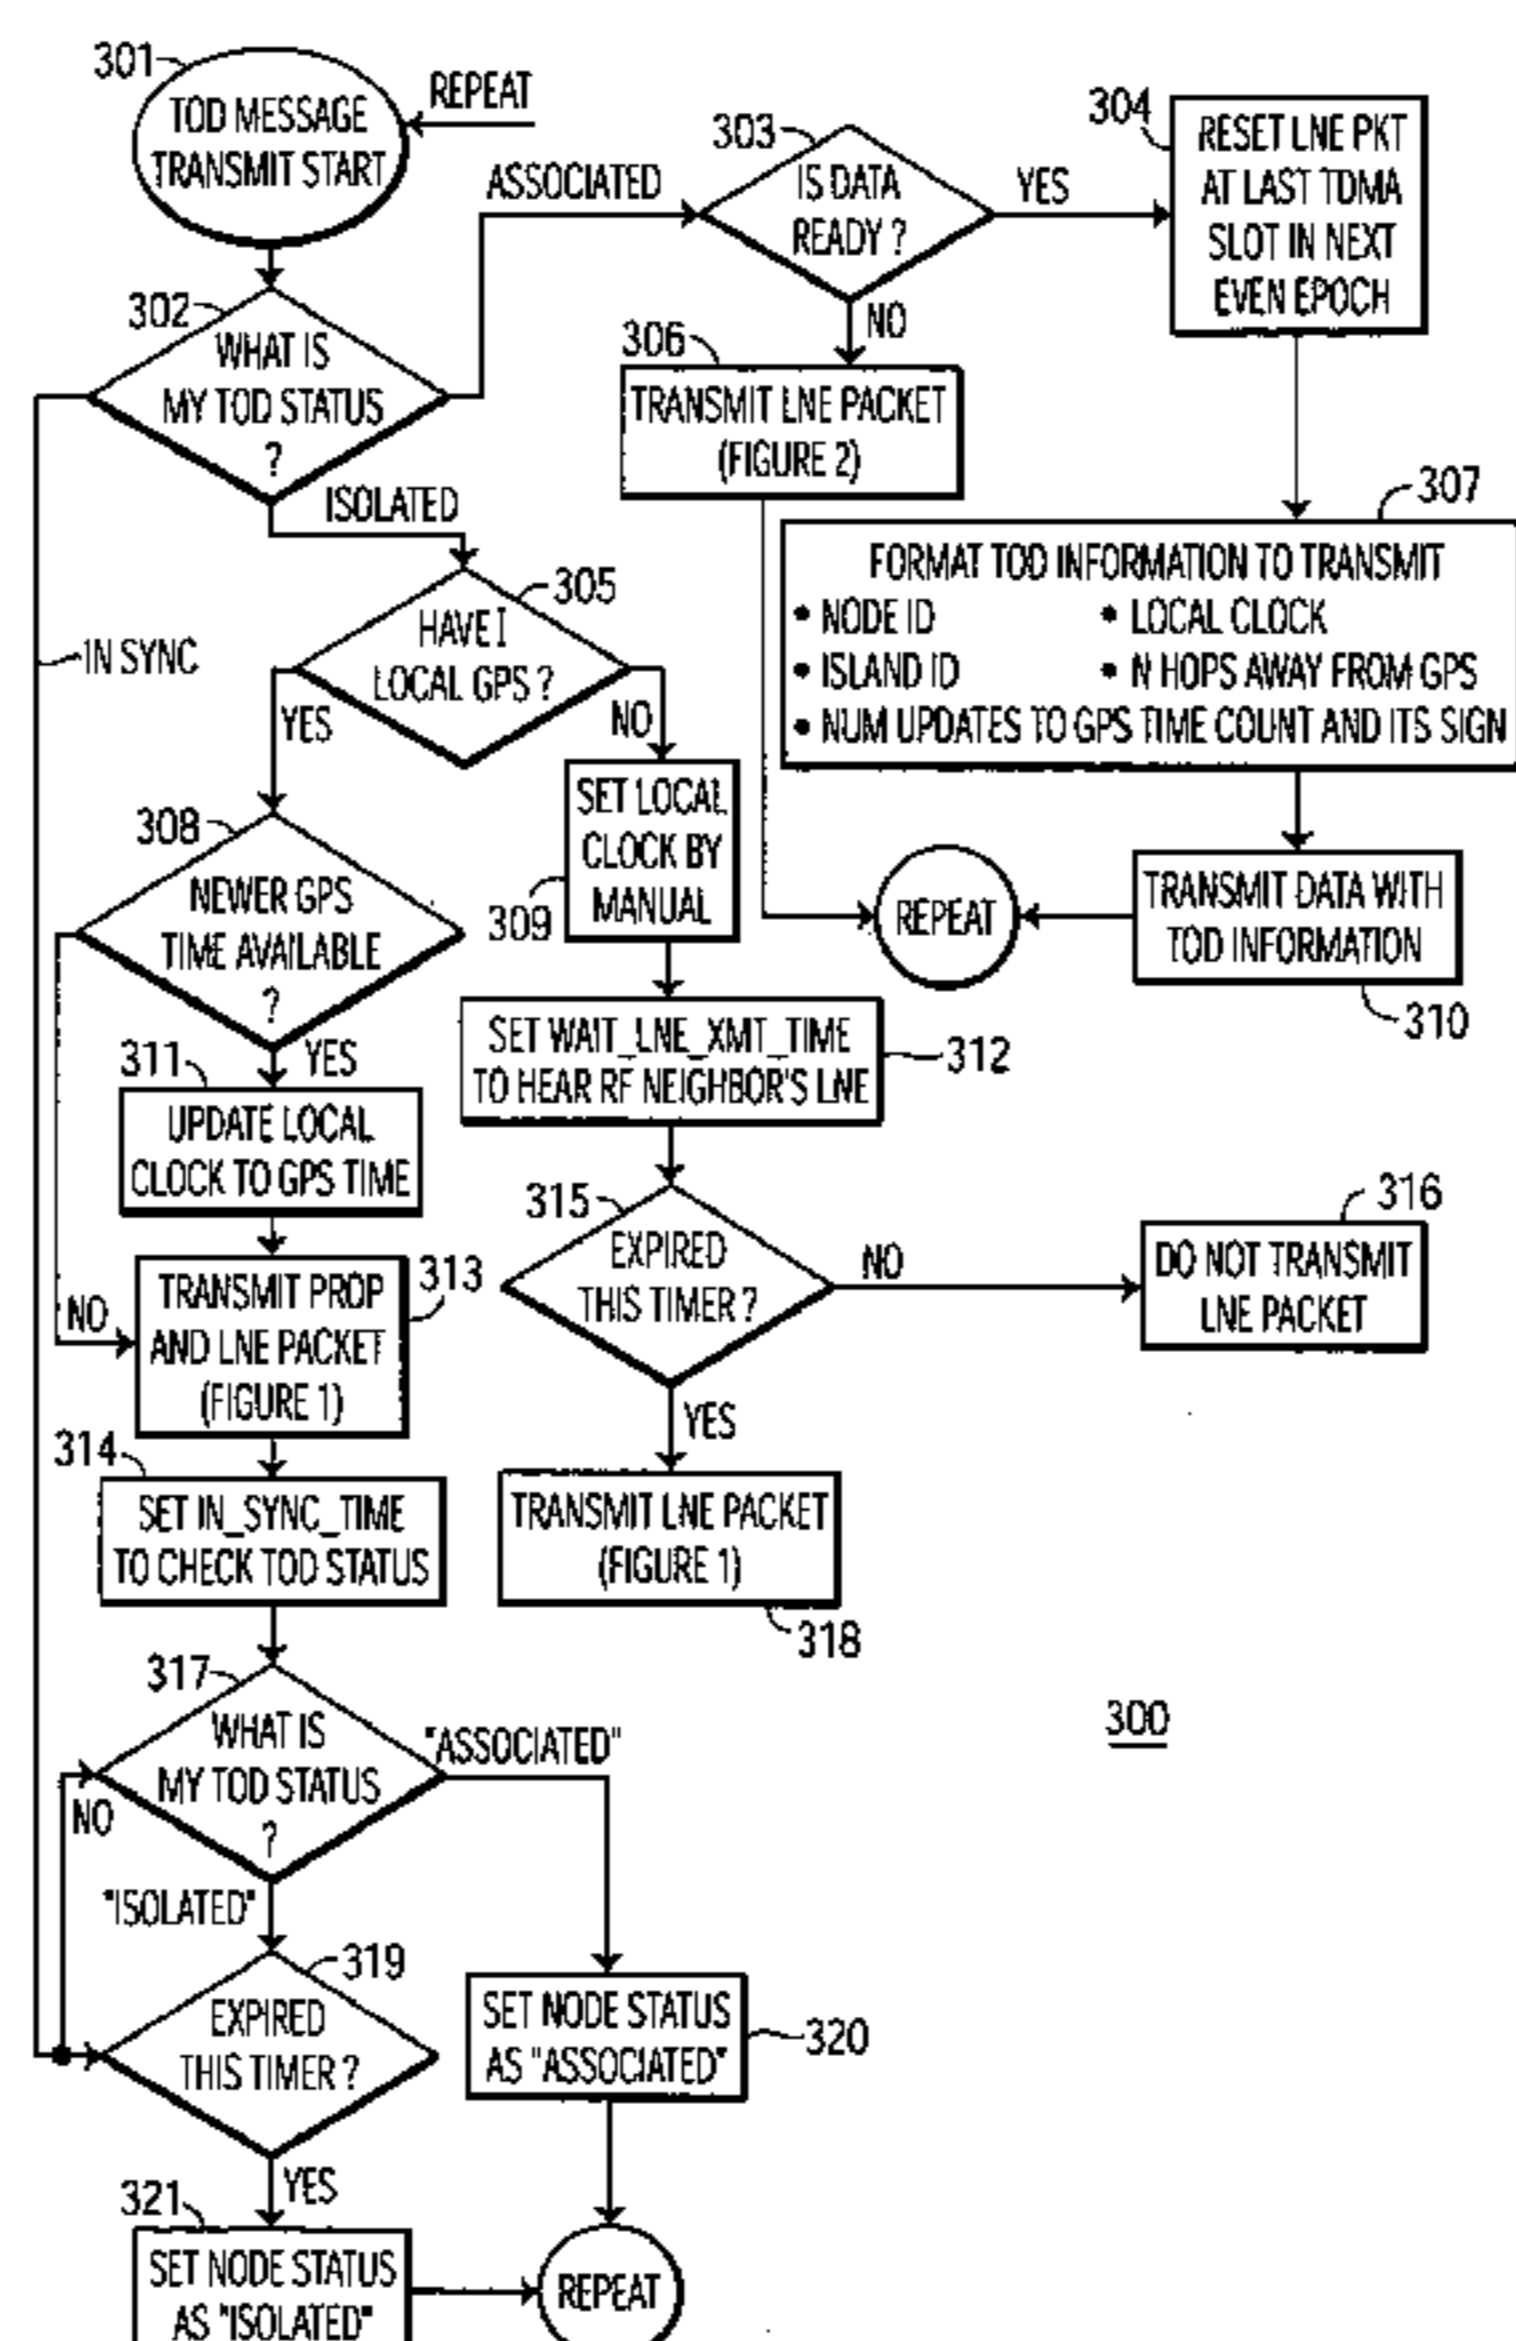 301
TOD MESSAGE
TRANSMIT START
REPEAT
302
WHAT IS
MY TOD STATUS
?
ASSOCIATED
303
IS DATA
READY ?
YES
304
RESET LNE PKT
AT LAST TDMA
SLOT IN NEXT
EVEN EPOCH
NO
306
TRANSMIT LNE PACKET
(FIGURE 2)
ISOLATED
IN SYNC
305
HAVE I
LOCAL GPS ?
YES
NO
307
FORMAT TOD INFORMATION TO TRANSMIT
• NODE ID
• LOCAL CLOCK
• ISLAND ID
• N HOPS AWAY FROM GPS
• NUM UPDATES TO GPS TIME COUNT AND ITS SIGN
308
NEWER GPS
TIME AVAILABLE
?
309
SET LOCAL
CLOCK BY
MANUAL
REPEAT
TRANSMIT DATA WITH
TOD INFORMATION
310
311
YES
UPDATE LOCAL
CLOCK TO GPS TIME
SET WAIT_LNE_XMT_TIME
TO HEAR RF NEIGHBOR'S LNE
312
NO
TRANSMIT PROP
AND LNE PACKET
(FIGURE 1)
313
315
EXPIRED
THIS TIMER ?
NO
316
DO NOT TRANSMIT
LNE PACKET
YES
314
SET IN_SYNC_TIME
TO CHECK TOD STATUS
TRANSMIT LNE PACKET
(FIGURE 1)
318
317
WHAT IS
MY TOD STATUS
?
"ASSOCIATED"
NO
"ISOLATED"
300
319
EXPIRED
THIS TIMER ?
SET NODE STATUS
AS "ASSOCIATED"
320
YES
321
SET NODE STATUS
AS "ISOLATED"
REPEAT